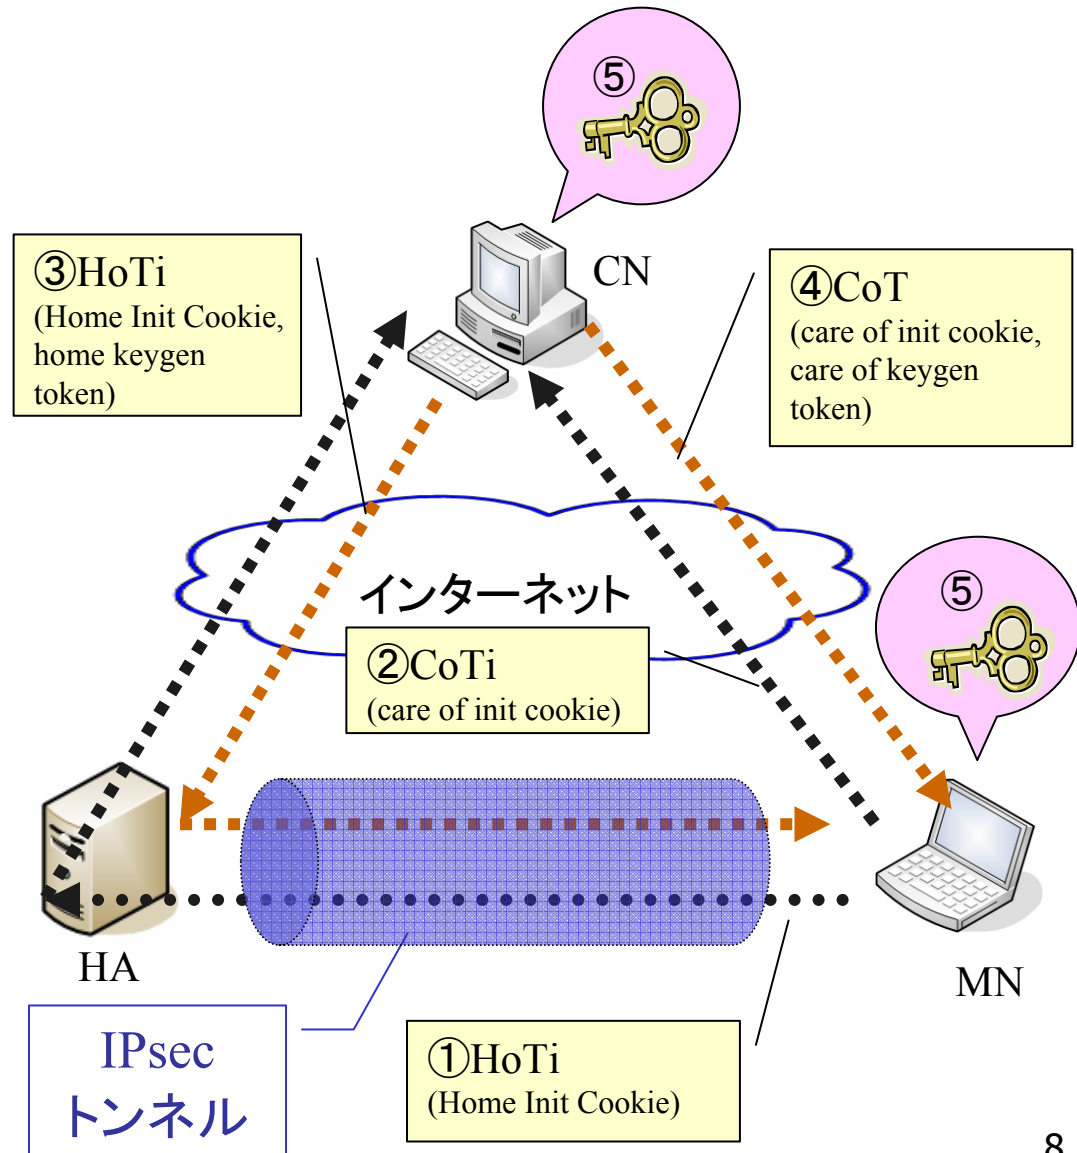 ⑤
CN
③HoTi
(Home Init Cookie,
home keygen
token)
④CoT
(care of init cookie,
care of keygen
token)
インターネット
⑤
②CoTi
(care of init cookie)
HA
MN
IPsec
トンネル
①HoTi
(Home Init Cookie)
8